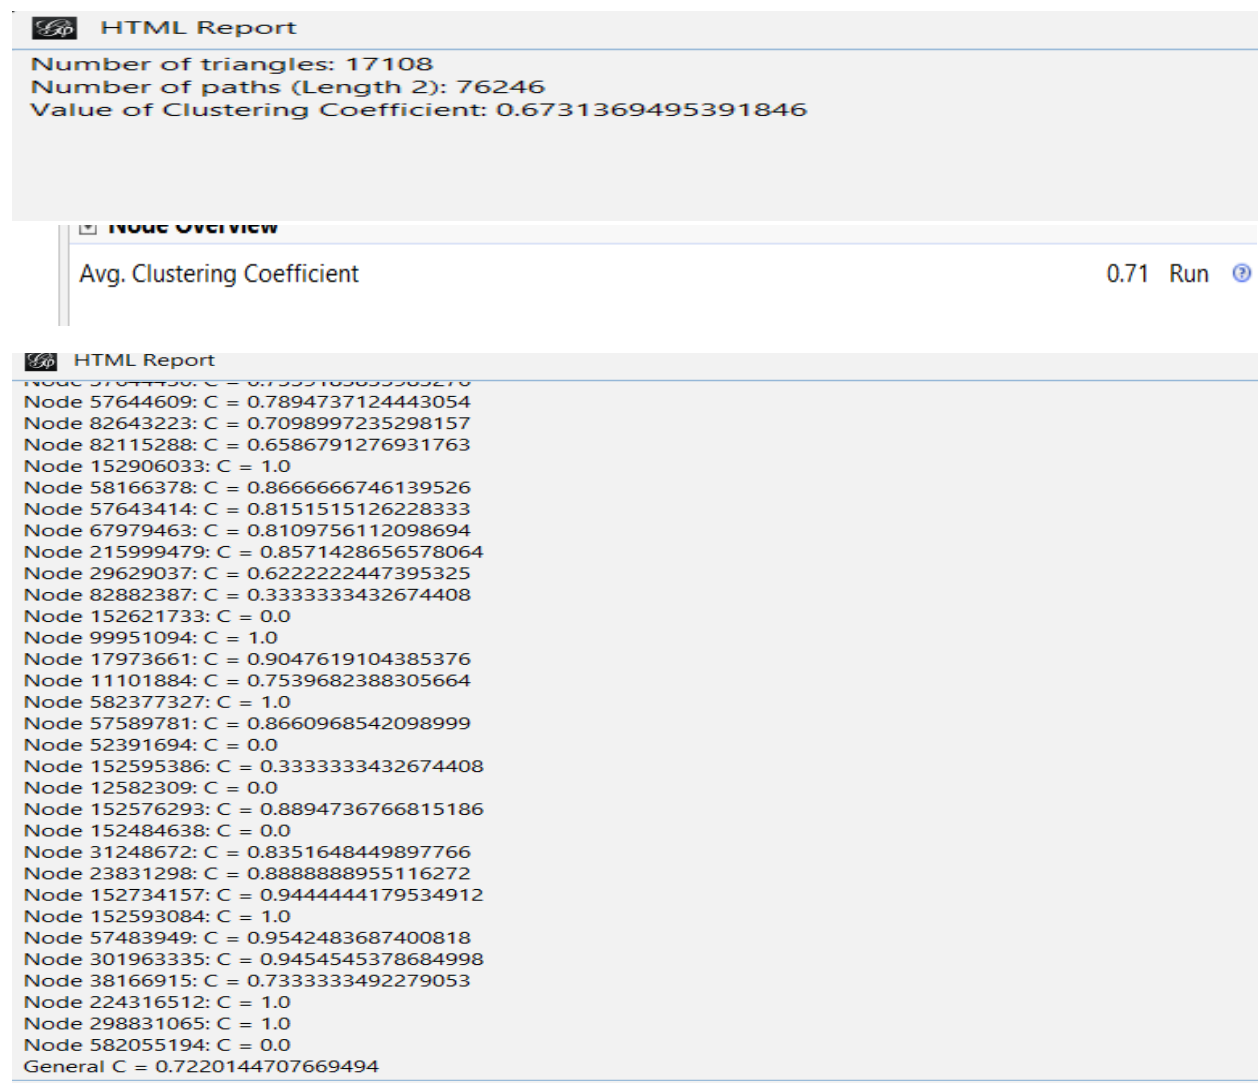 HTML Report
Number of triangles: 17108
Number of paths (Length 2): 76246
Value of Clustering Coefficient: 0.6731369495391846
Node Overview
Avg. Clustering Coefficient 0.71 Run
HTML Report
Node 57644609: C = 0.7894737124443054
Node 82643223: C = 0.7098997235298157
Node 82115288: C = 0.6586791276931763
Node 152906033: C = 1.0
Node 58166378: C = 0.8666666746139526
Node 57643414: C = 0.8151515126228333
Node 67979463: C = 0.8109756112098694
Node 215999479: C = 0.8571428656578064
Node 29629037: C = 0.6222222447395325
Node 82882387: C = 0.3333333432674408
Node 152621733: C = 0.0
Node 99951094: C = 1.0
Node 17973661: C = 0.9047619104385376
Node 11101884: C = 0.7539682388305664
Node 582377327: C = 1.0
Node 57589781: C = 0.8660968542098999
Node 52391694: C = 0.0
Node 152595386: C = 0.3333333432674408
Node 12582309: C = 0.0
Node 152576293: C = 0.8894736766815186
Node 152484638: C = 0.0
Node 31248672: C = 0.8351648449897766
Node 23831298: C = 0.8888888955116272
Node 152734157: C = 0.9444444179534912
Node 152593084: C = 1.0
Node 57483949: C = 0.9542483687400818
Node 301963335: C = 0.9454545378684998
Node 38166915: C = 0.7333333492279053
Node 224316512: C = 1.0
Node 298831065: C = 1.0
Node 582055194: C = 0.0
General C = 0.7220144707669494